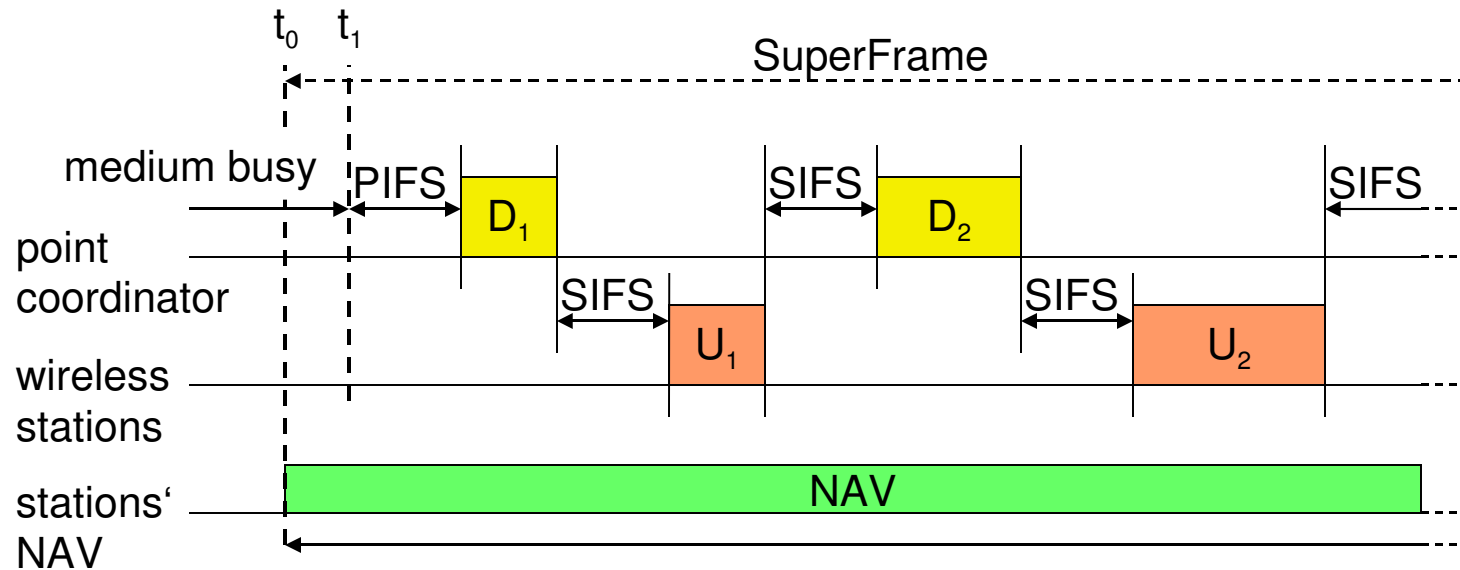 t₀ t₁
SuperFrame
medium busy
PIFS
D₁
SIFS
D₂
SIFS
point
coordinator
SIFS
U₁
SIFS
U₂
wireless
stations
NAV
stations‘
NAV